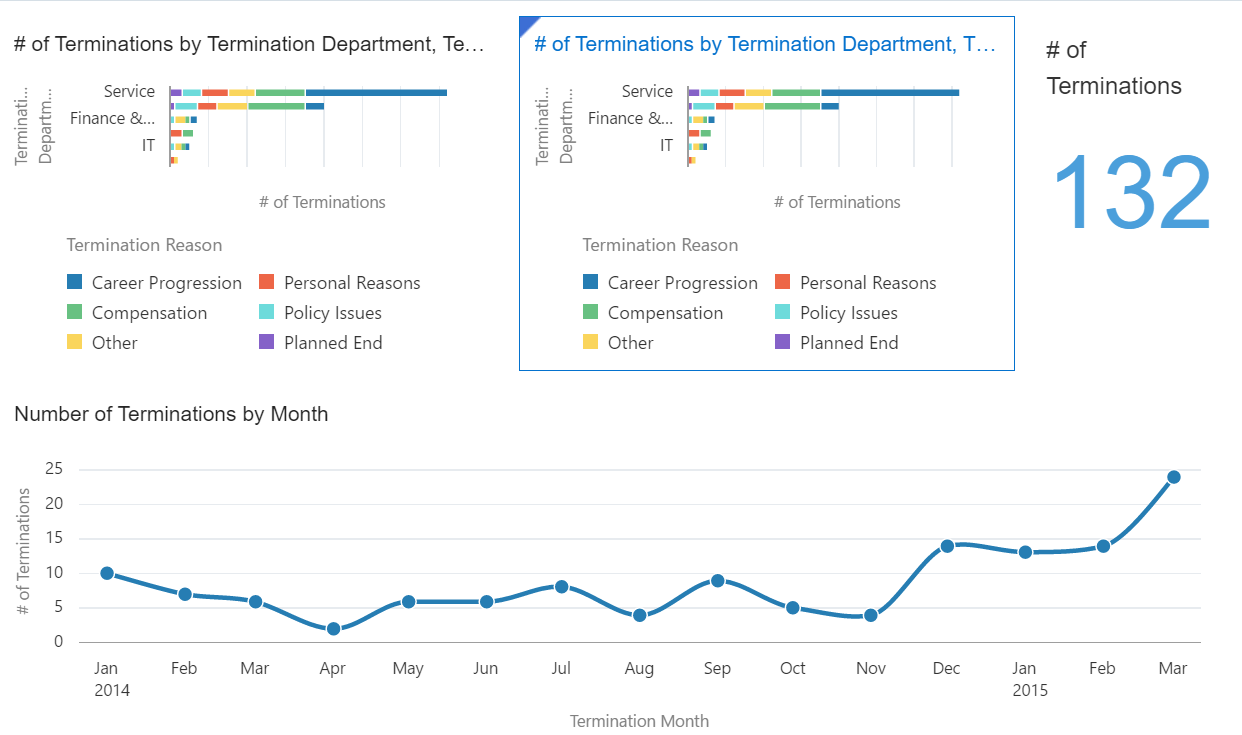 # of Terminations by Termination Department, Te...
Terminati...
Departm...
Service
Finance &...
IT
# of Terminations
Termination Reason
Career Progression
Personal Reasons
Compensation
Policy Issues
Other
Planned End
# of Terminations by Termination Department, T...
Terminati...
Departm...
Service
Finance &...
IT
# of Terminations
Termination Reason
Career Progression
Personal Reasons
Compensation
Policy Issues
Other
Planned End
# of
Terminations
132
Number of Terminations by Month
# of Terminations
25
20
15
10
5
0
Jan Feb Mar Apr May Jun Jul Aug Sep Oct Nov Dec Jan Feb Mar
2014 2015
Termination Month